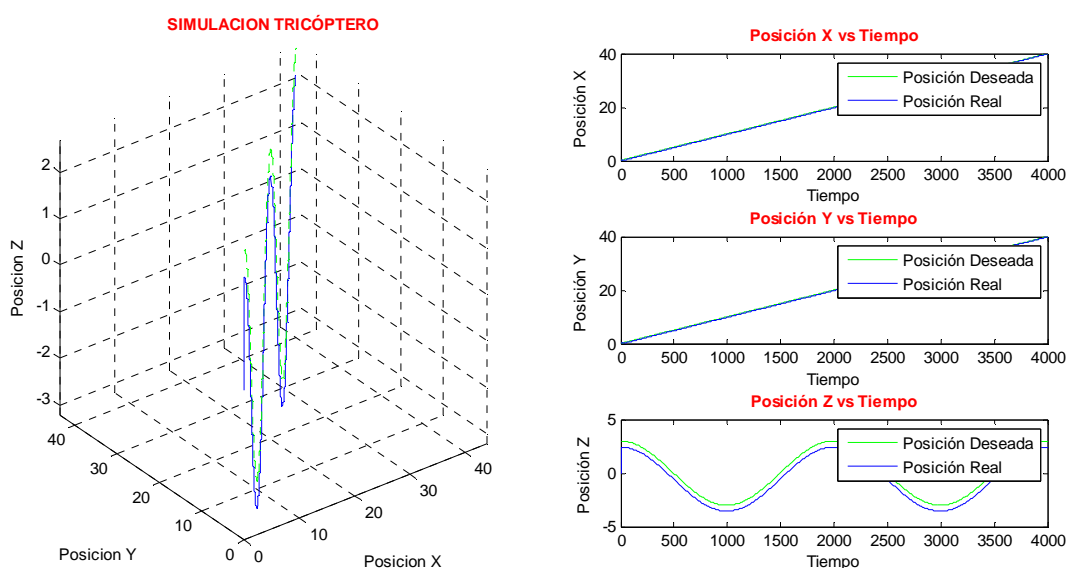 SIMULACION TRICÓPTERO
2
1
0
-1
-2
-3
Posicion Z
40
30
20
10
0
Posicion Y
0
10
20
30
40
Posicion X
Posición X vs Tiempo
40
20
0
Posición X
Posición Deseada
Posición Real
0 500 1000 1500 2000 2500 3000 3500 4000
Tiempo
Posición Y vs Tiempo
40
20
0
Posición Y
Posición Deseada
Posición Real
0 500 1000 1500 2000 2500 3000 3500 4000
Tiempo
Posición Z vs Tiempo
5
0
-5
Posición Z
Posición Deseada
Posición Real
0 500 1000 1500 2000 2500 3000 3500 4000
Tiempo